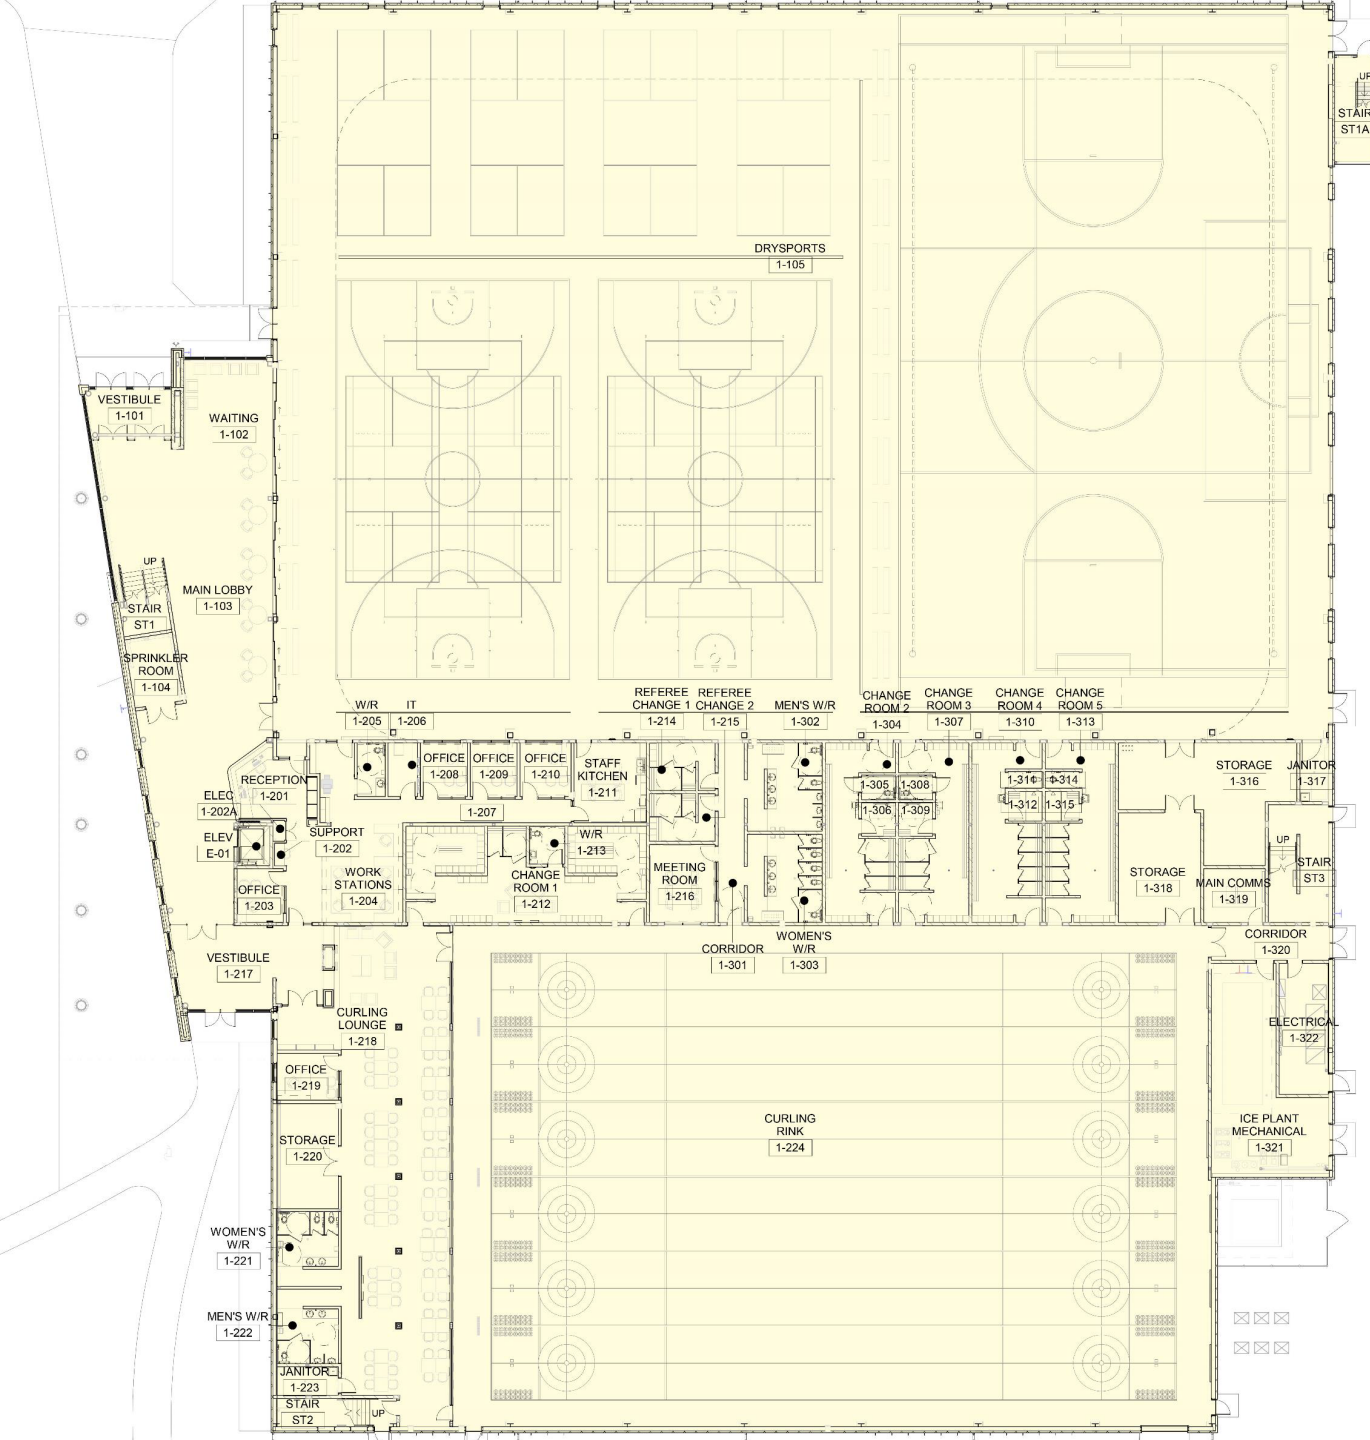 UP
STAIR
ST1A
DRYSPORTS
1-105
VESTIBULE
1-101
WAITING
1-102
UP
MAIN LOBBY
1-103
STAIR
ST1
SPRINKLER
ROOM
1-104
W/R
1-205
IT
1-206
REFEREE
CHANGE 1
1-214
REFEREE
CHANGE 2
1-215
MEN'S W/R
1-302
CHANGE
ROOM 2
1-304
CHANGE
ROOM 3
1-307
CHANGE
ROOM 4
1-310
CHANGE
ROOM 5
1-313
RECEPTION
1-201
ELEC
1-202A
ELEV
E-01
SUPPORT
1-202
OFFICE
1-203
WORK
STATIONS
1-204
OFFICE
1-208
OFFICE
1-209
OFFICE
1-210
STAFF
KITCHEN
1-211
1-207
W/R
1-213
CHANGE
ROOM 1
1-212
MEETING
ROOM
1-216
1-305
1-308
1-306
1-309
1-311
1-314
1-312
1-315
STORAGE
1-316
JANITOR
1-317
STORAGE
1-318
MAIN COMMS
1-319
UP
STAIR
ST3
CORRIDOR
1-301
WOMEN'S
W/R
1-303
CORRIDOR
1-320
VESTIBULE
1-217
CURLING
LOUNGE
1-218
ELECTRICAL
1-322
OFFICE
1-219
CURLING
RINK
1-224
ICE PLANT
MECHANICAL
1-321
STORAGE
1-220
WOMEN'S
W/R
1-221
MEN'S W/R
1-222
JANITOR
1-223
STAIR
ST2
UP